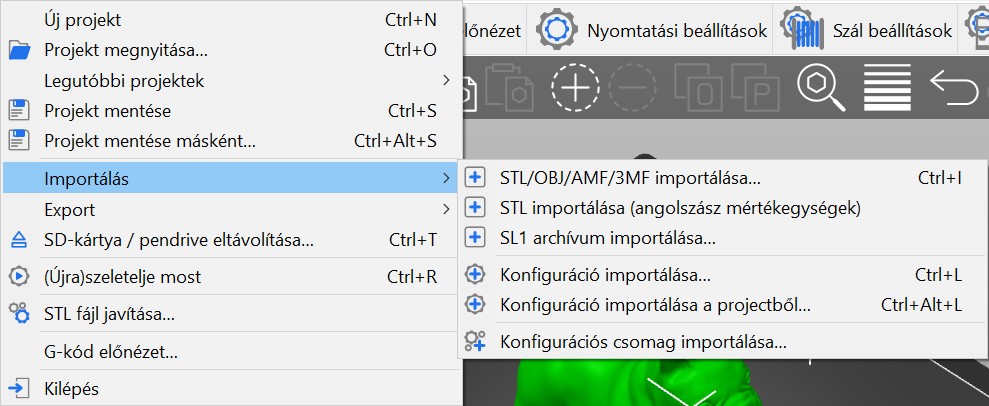 Új projekt Ctrl+N
Projekt megnyitása... Ctrl+O
Legutóbbi projektek
Projekt mentése Ctrl+S
Projekt mentése másként... Ctrl+Alt+S
Importálás
Export
SD-kártya / pendrive eltávolítása... Ctrl+T
(Újra)szeletelje most Ctrl+R
STL fájl javítása...
G-kód előnézet...
Kilépés
előnézet Nyomtatási beállítások Szál beállítások
O P
STL/OBJ/AMF/3MF importálása... Ctrl+I
STL importálása (angolszász mértékegységek)
SL1 archívum importálása...
Konfiguráció importálása... Ctrl+L
Konfiguráció importálása a projectből... Ctrl+Alt+L
Konfigurációs csomag importálása...